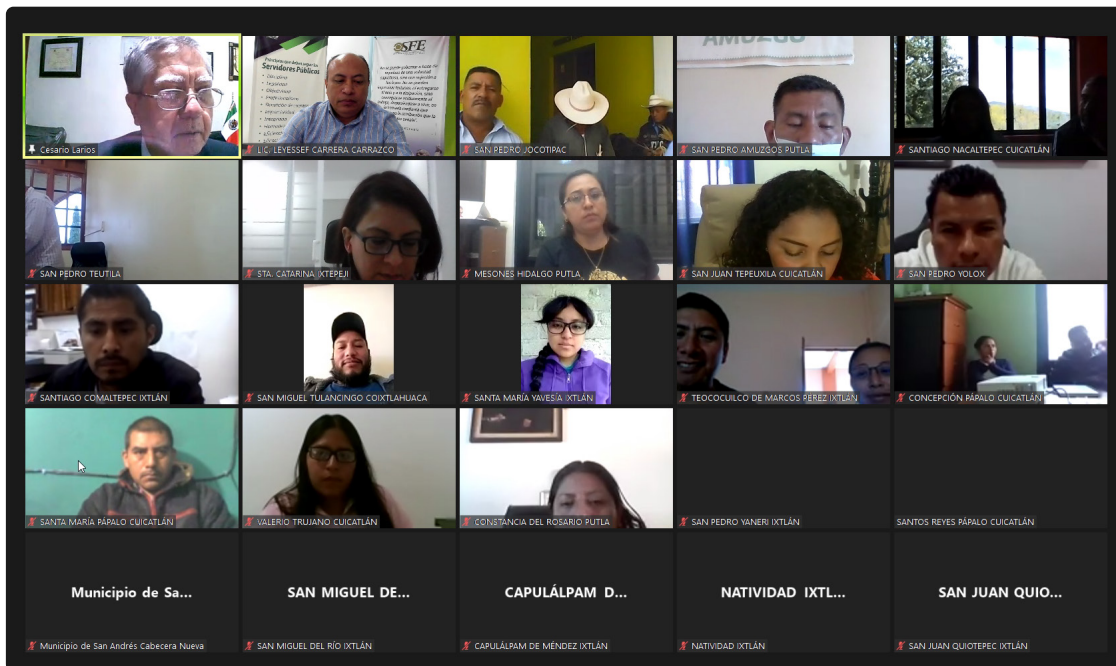 Cesario Larios
Servidores Públicos
OSFE
LIC. LEYESSEF CARRERA CARRAZCO
SAN PEDRO JOCOTIPAC
AMUZGO
SAN PEDRO AMUZGOS PUTLA
SANTIAGO NACALTEPEC CUICATLÁN
SAN PEDRO TEUTILA
STA. CATARINA IXTEPEJI
MESONES HIDALGO PUTLA
SAN JUAN TEPEUXILA CUICATLÁN
SAN PEDRO YOLOX
SANTIAGO COMALTEPEC IXTLÁN
SAN MIGUEL TULANCINGO COIXTLAHUACA
SANTA MARÍA YAVESÍA IXTLÁN
TEOCOCUILCO DE MARCOS PEREZ IXTLAN
CONCEPCIÓN PÁPALO CUICATLÁN
SANTA MARÍA PÁPALO CUICATLÁN
VALERIO TRUJANO CUICATLÁN
CONSTANCIA DEL ROSARIO PUTLA
SAN PEDRO YANERI IXTLÁN
SANTOS REYES PÁPALO CUICATLÁN
Municipio de Sa...
Municipio de San Andrés Cabecera Nueva
SAN MIGUEL DE...
SAN MIGUEL DEL RÍO IXTLÁN
CAPULÁLPAM D...
CAPULÁLPAM DE MÉNDEZ IXTLÁN
NATIVIDAD IXTL...
NATIVIDAD IXTLÁN
SAN JUAN QUIO...
SAN JUAN QUIOTEPEC IXTLÁN